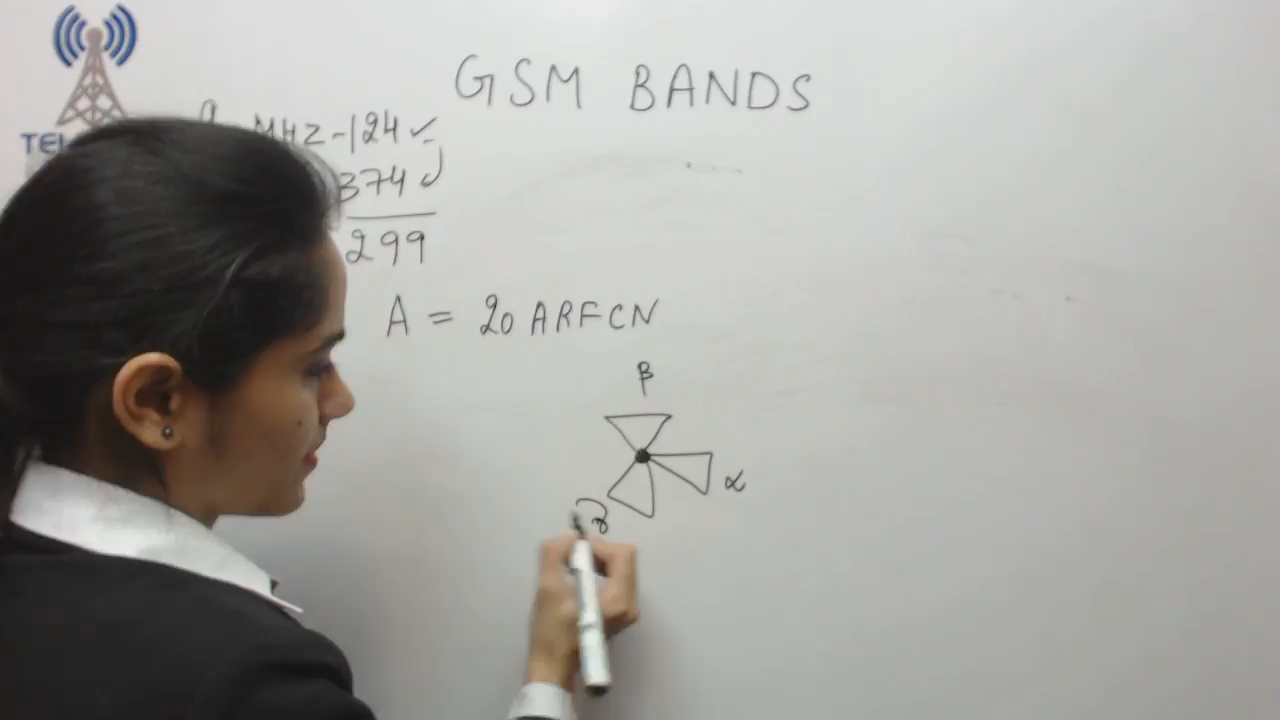 GSM BANDS
MHZ-124
374
299
A = 20 ARFCN
β
α
γ